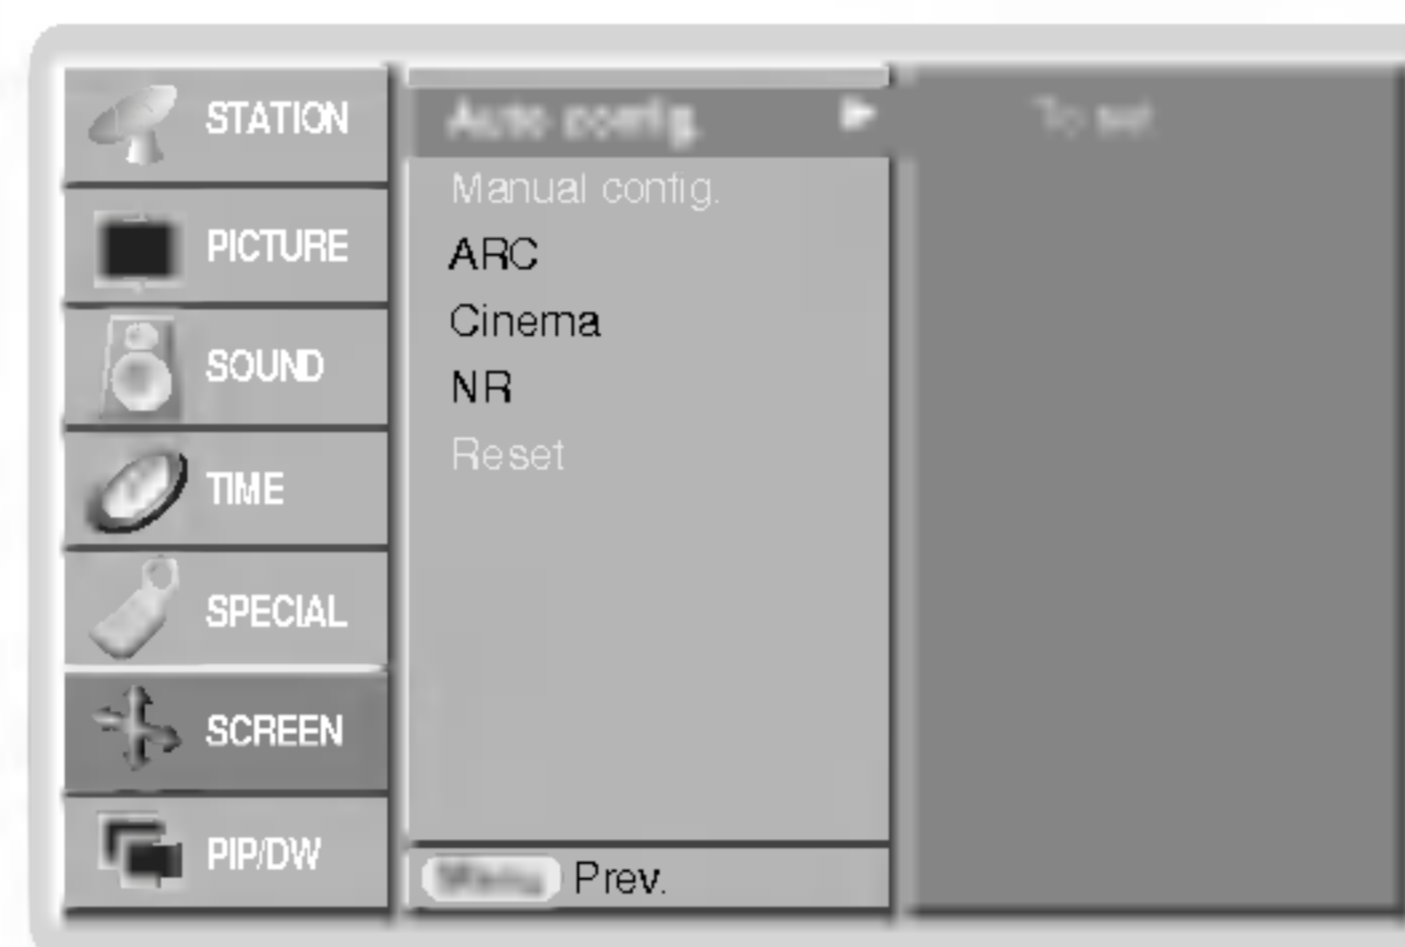 STATION
PICTURE
SOUND
TIME
SPECIAL
SCREEN
PIP/DW
Auto config.
Manual config.
ARC
Cinema
NR
Reset
Menu Prev.
To set